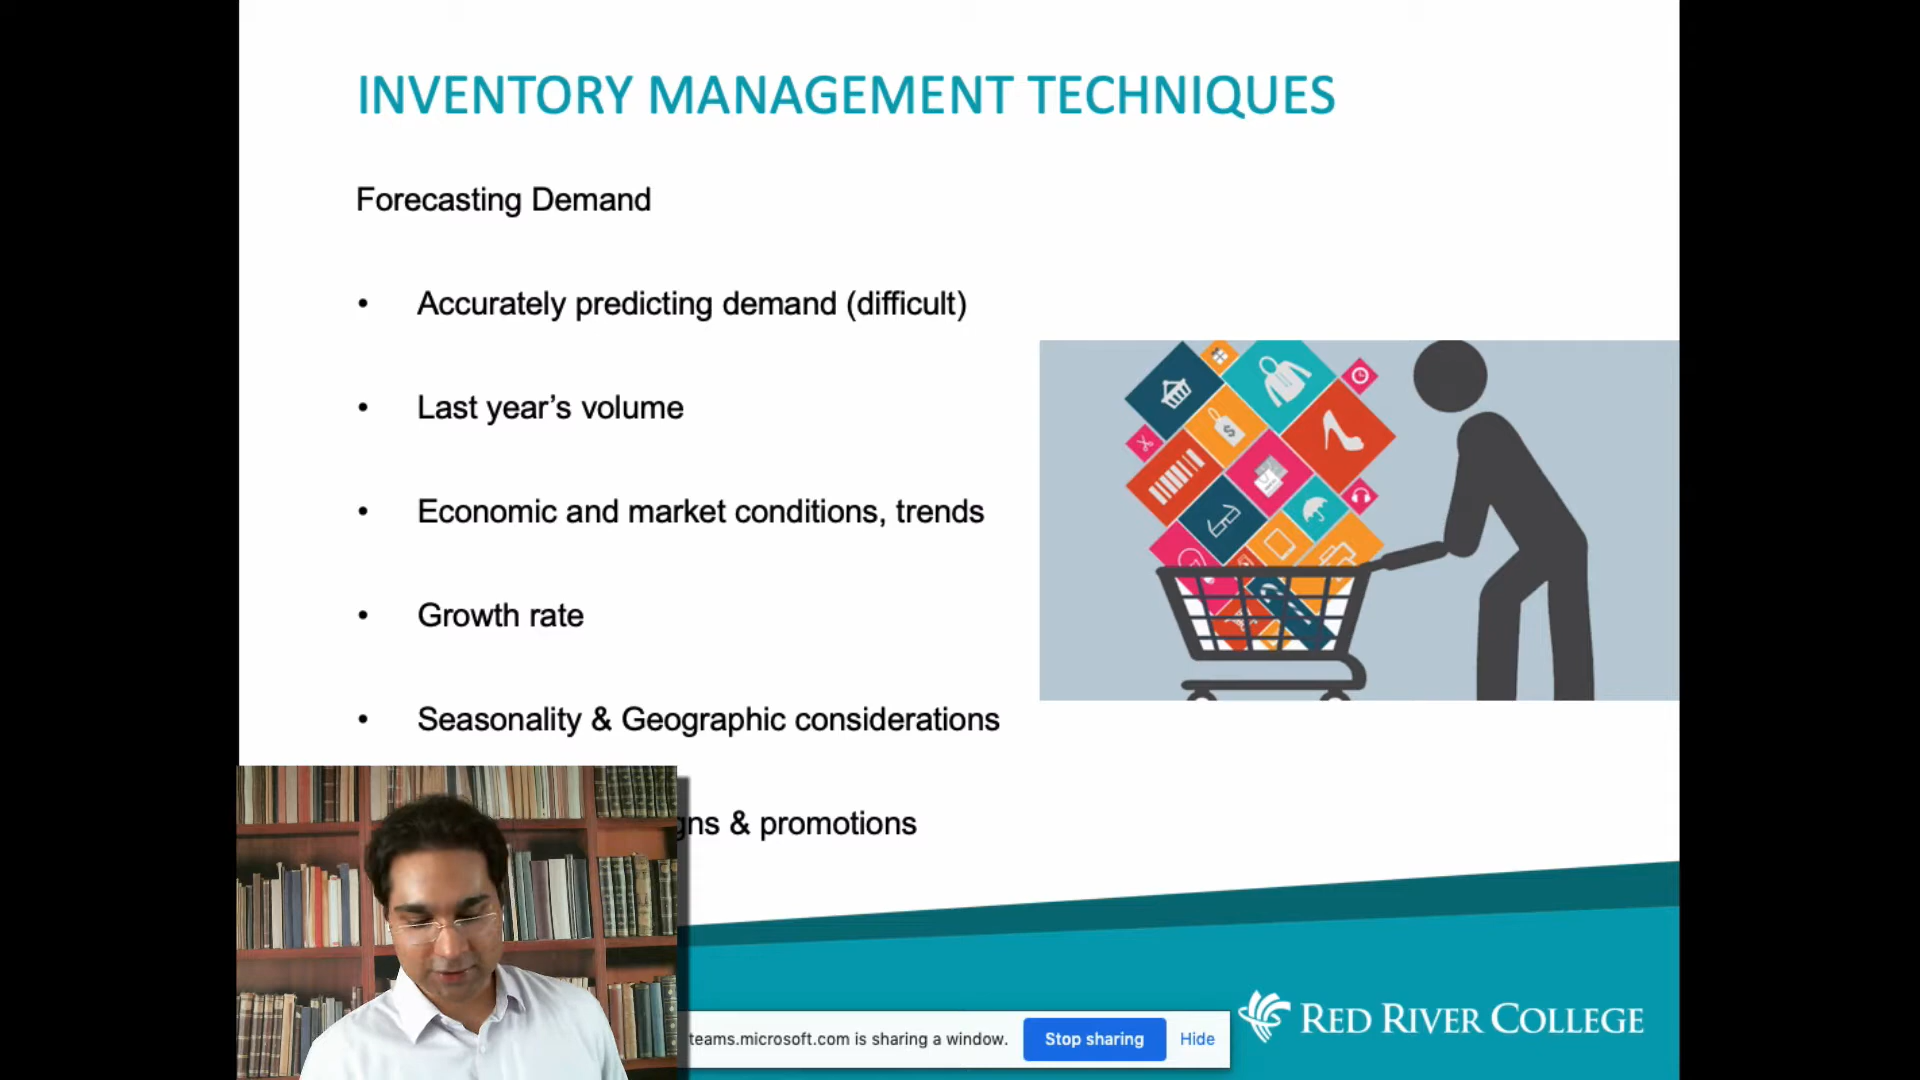 INVENTORY MANAGEMENT TECHNIQUES
Forecasting Demand
• Accurately predicting demand (difficult)
• Last year’s volume
• Economic and market conditions, trends
• Growth rate
• Seasonality & Geographic considerations
& promotions
teams.microsoft.com is sharing a window. Stop sharing Hide
RED RIVER COLLEGE